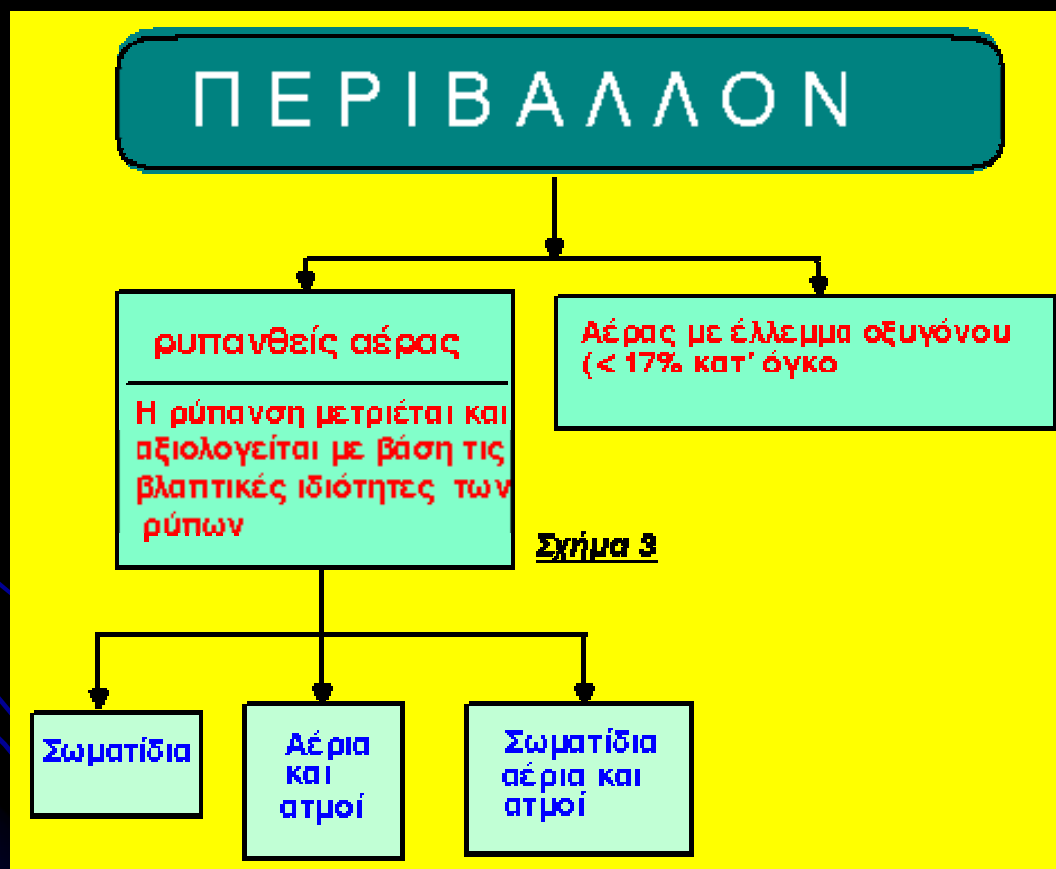 ΠΕΡΙΒΑΛΛΟΝ
ρυπανθείς αέρας
Η ρύπανση μετριέται και
αξιολογείται με βάση τις
βλαπτικές ιδιότητες των
ρύπων
Αέρας με έλλεμμα οξυγόνου
(< 17% κατ' όγκο
Σχήμα 3
Σωματίδια
Αέρια
και
ατμοί
Σωματίδια
αέρια και
ατμοί